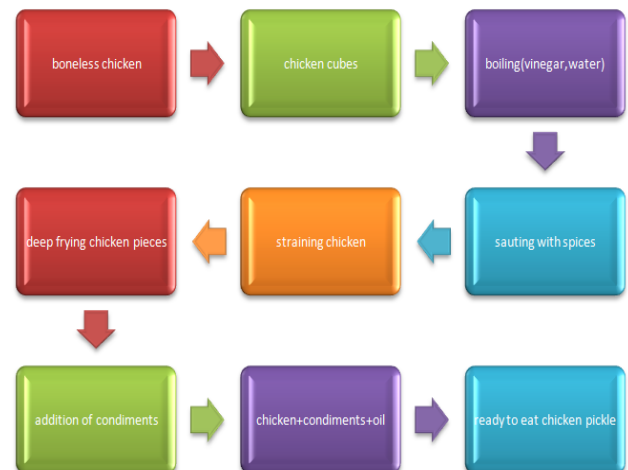 boneless chicken
chicken cubes
boiling(vinegar,water)
sauting with spices
straining chicken
deep frying chicken pieces
addition of condiments
chicken+condiments+oil
ready to eat chicken pickle